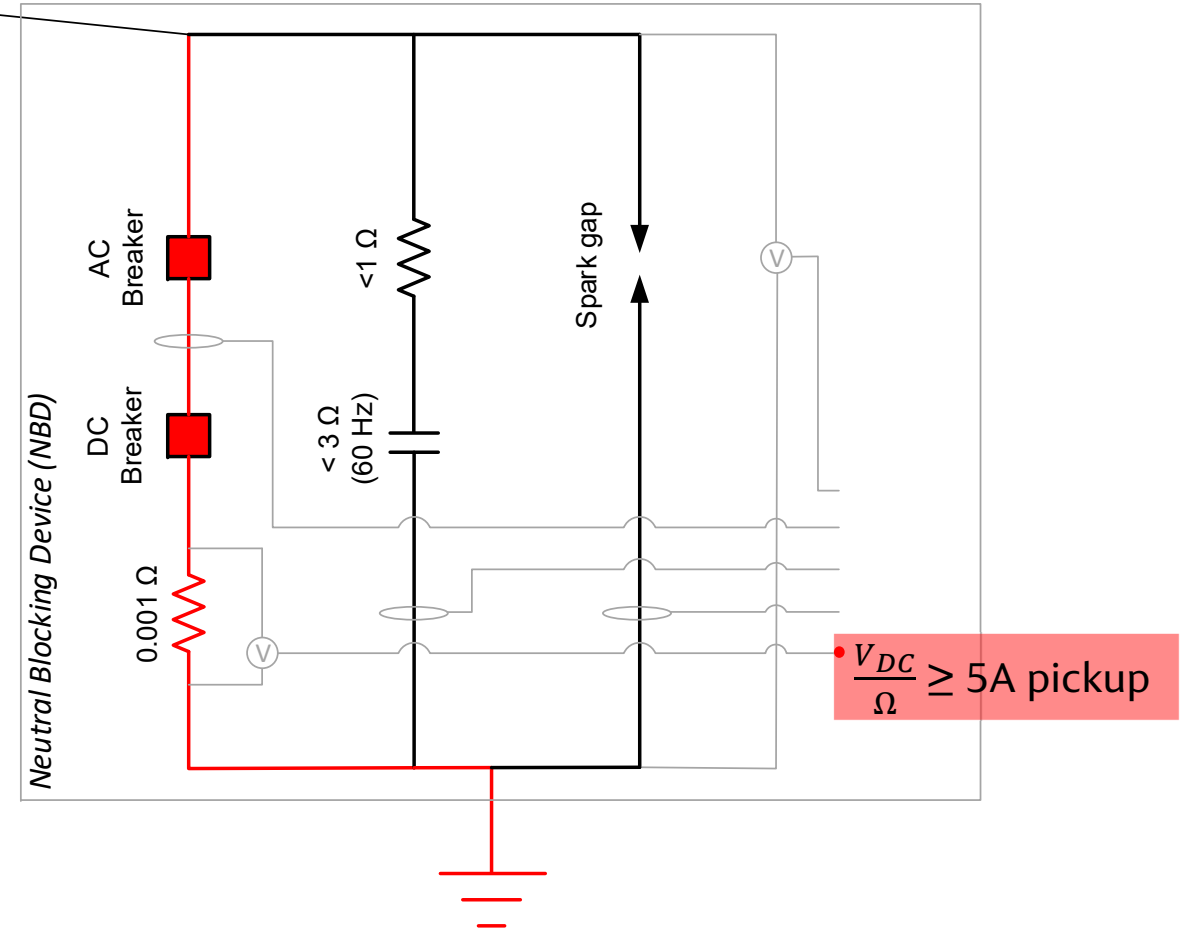 Neutral Blocking Device (NBD)
AC
Breaker
DC
Breaker
0.001 Ω
<1 Ω
< 3 Ω
(60 Hz)
Spark gap
V
V
V_DC/Ω ≥ 5A pickup